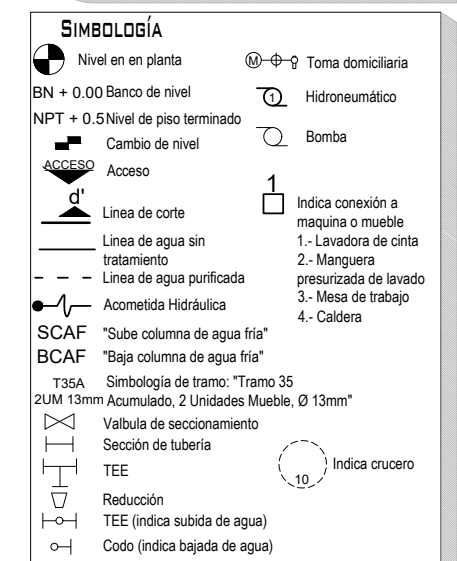 SIMBOLOGÍA
Nivel en en planta
BN + 0.00 Banco de nivel
NPT + 0.5 Nivel de piso terminado
Cambio de nivel
ACCESO Acceso
d' Linea de corte
Linea de agua sin
tratamiento
Linea de agua purificada
Acometida Hidráulica
SCAF "Sube columna de agua fría"
BCAF "Baja columna de agua fría"
T35A Simbología de tramo: "Tramo 35
2UM 13mm Acumulado, 2 Unidades Mueble, Ø 13mm"
Valbula de seccionamiento
Sección de tubería
TEE
Reducción
TEE (indica subida de agua)
Codo (indica bajada de agua)
M Toma domiciliaria
1 Hidroneumático
Bomba
1
Indica conexión a
maquina o mueble
1.- Lavadora de cinta
2.- Manguera
presurizada de lavado
3.- Mesa de trabajo
4.- Caldera
10 Indica crucero